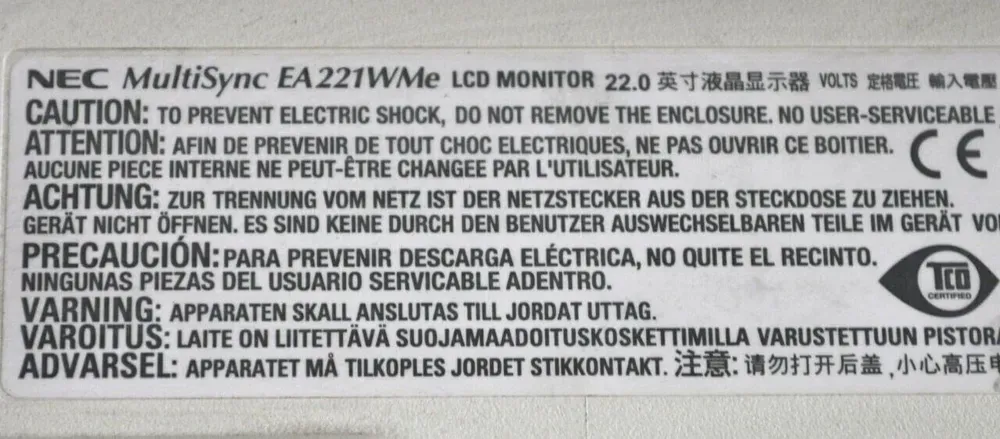 NEC MultiSync EA221WMe LCD MONITOR 22.0 英寸液晶显示器 VOLTS 定格電圧 輸入電壓
CAUTION: TO PREVENT ELECTRIC SHOCK, DO NOT REMOVE THE ENCLOSURE. NO USER-SERVICEABLE
ATTENTION: AFIN DE PREVENIR DE TOUT CHOC ELECTRIQUES, NE PAS OUVRIR CE BOITIER.
AUCUNE PIECE INTERNE NE PEUT-ÊTRE CHANGEE PAR L'UTILISATEUR.
CE
ACHTUNG: ZUR TRENNUNG VOM NETZ IST DER NETZSTECKER AUS DER STECKDOSE ZU ZIEHEN.
GERÄT NICHT ÖFFNEN. ES SIND KEINE DURCH DEN BENUTZER AUSWECHSELBAREN TEILE IM GERÄT VO
PRECAUCIÓN: PARA PREVENIR DESCARGA ELÉCTRICA, NO QUITE EL RECINTO.
NINGUNAS PIEZAS DEL USUARIO SERVICABLE ADENTRO.
TCO
CERTIFIED
VARNING: APPARATEN SKALL ANSLUTAS TILL JORDAT UTTAG.
VAROITUS: LAITE ON LIITETTÄVÄ SUOJAMAADOITUSKOSKETTIMILLA VARUSTETTUUN PISTORA
ADVARSEL: APPARATET MÅ TILKOPLES JORDET STIKKONTAKT. 注意: 请勿打开后盖,小心高压电